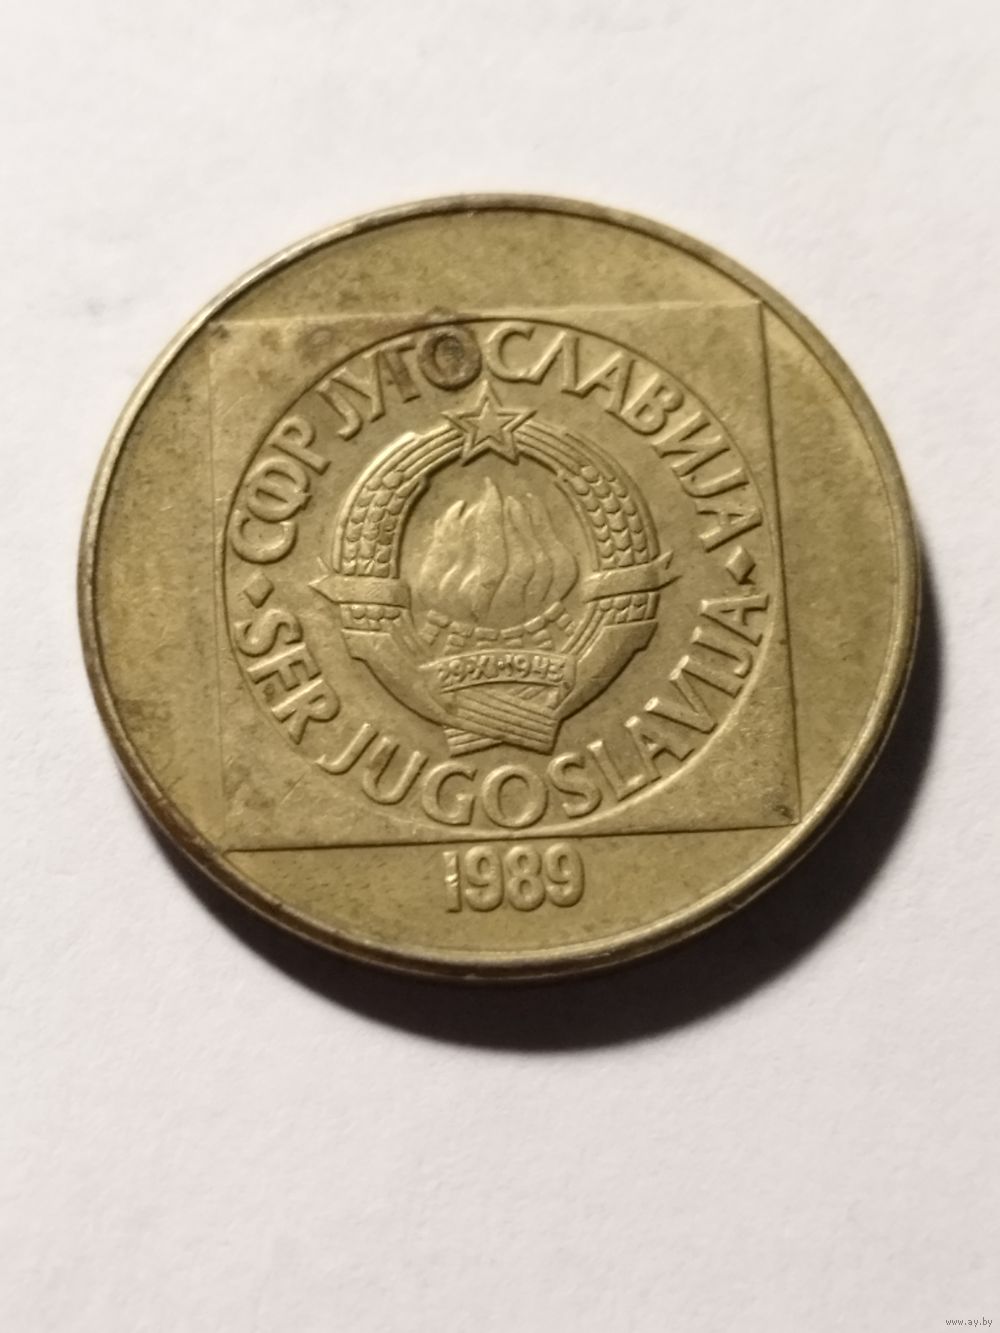 СФР ЈУГОСЛАВИЈА
SFR JUGOSLAVIJA
29·XI·1943
1989
www.ay.by